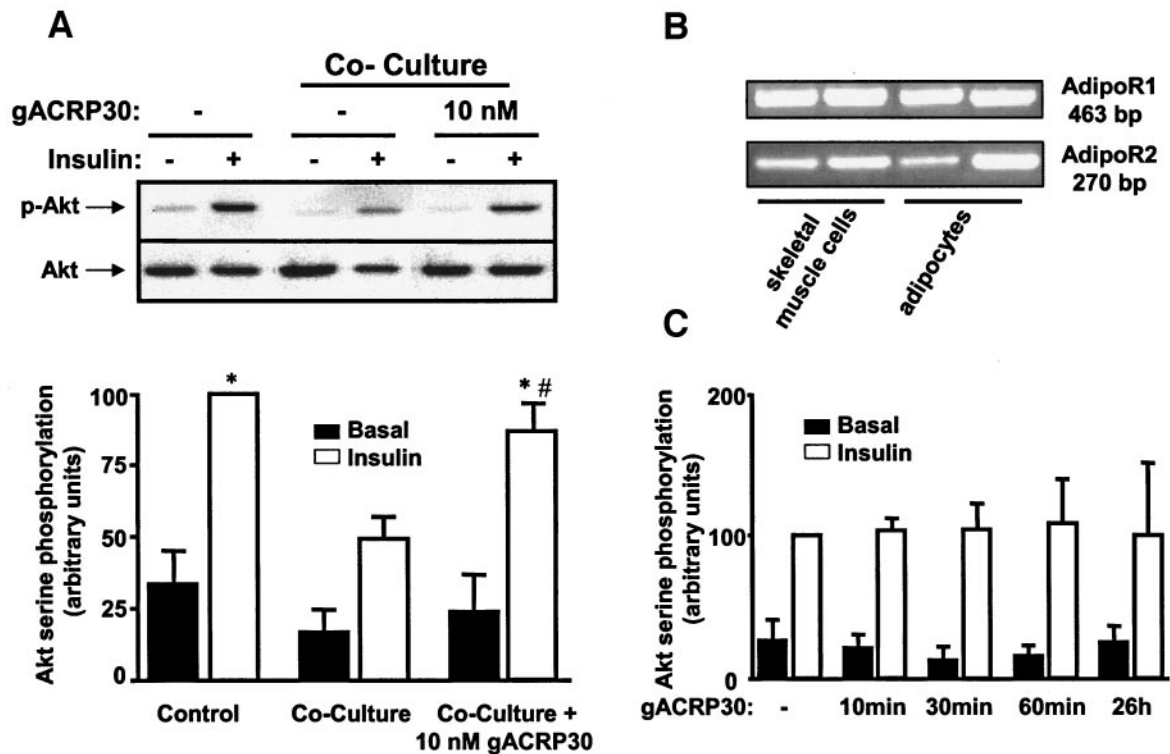 A
Co- Culture
gACRP30: - - 10 nM
Insulin: - + - + - +
p-Akt
Akt
Akt serine phosphorylation
(arbitrary units)
100
75
50
25
0
*
* #
Basal
Insulin
Control
Co-Culture
Co-Culture +
10 nM gACRP30
B
AdipoR1
463 bp
AdipoR2
270 bp
skeletal
muscle cells
adipocytes
C
Akt serine phosphorylation
(arbitrary units)
200
100
0
Basal
Insulin
gACRP30: - 10min 30min 60min 26h